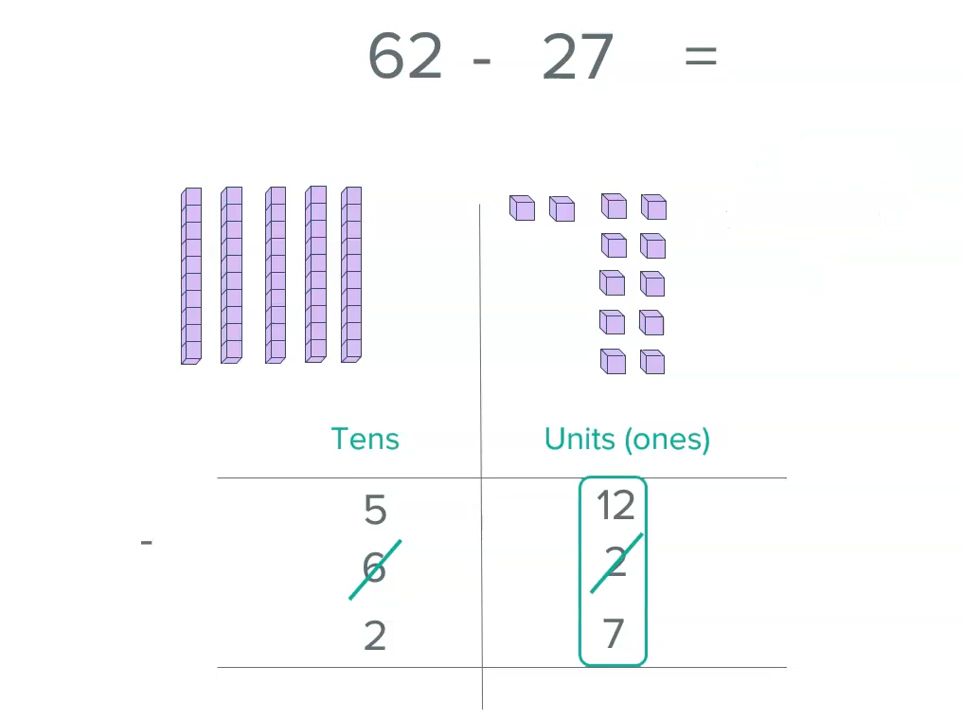 62 - 27 =
Tens Units (ones)
5 12
-
6 2
2 7